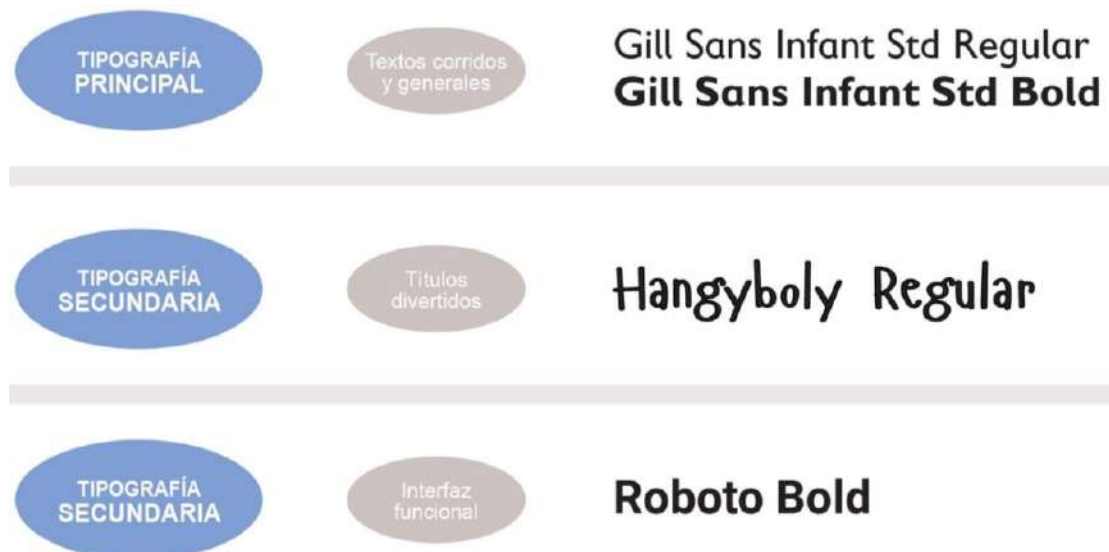 TIPOGRAFÍA
PRINCIPAL
Textos corridos
y generales
Gill Sans Infant Std Regular
Gill Sans Infant Std Bold
TIPOGRAFÍA
SECUNDARIA
Títulos
divertidos
Hangyboly Regular
TIPOGRAFÍA
SECUNDARIA
Interfaz
funcional
Roboto Bold